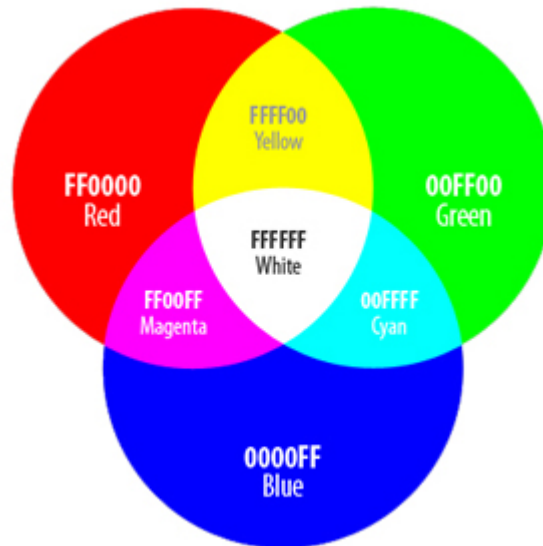 FFFF00
Yellow
FF0000
Red
00FF00
Green
FFFFFF
White
FF00FF
Magenta
00FFFF
Cyan
0000FF
Blue